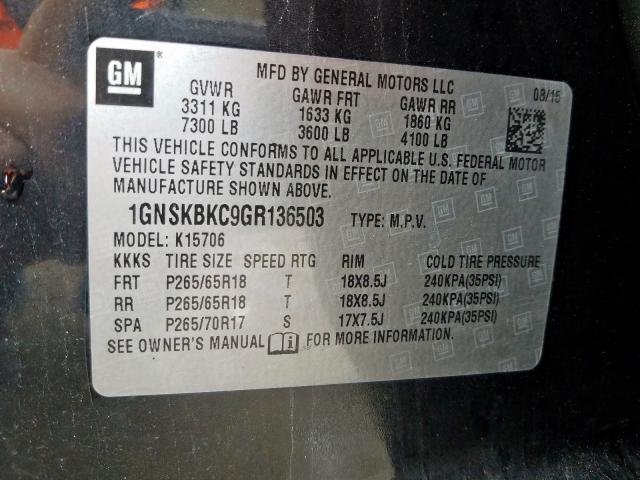 GM
MFD BY GENERAL MOTORS LLC
08/15
GVWR GAWR FRT GAWR RR
3311 KG 1633 KG 1860 KG
7300 LB 3600 LB 4100 LB
THIS VEHICLE CONFORMS TO ALL APPLICABLE U.S. FEDERAL MOTOR
VEHICLE SAFETY STANDARDS IN EFFECT ON THE DATE OF
MANUFACTURE SHOWN ABOVE.
1GNSKBKC9GR136503 TYPE: M.P.V.
MODEL: K15706
KKKS TIRE SIZE SPEED RTG RIM COLD TIRE PRESSURE
FRT P265/65R18 T 18X8.5J 240KPA(35PSI)
RR P265/65R18 T 18X8.5J 240KPA(35PSI)
SPA P265/70R17 S 17X7.5J 240KPA(35PSI)
SEE OWNER'S MANUAL FOR MORE INFORMATION.